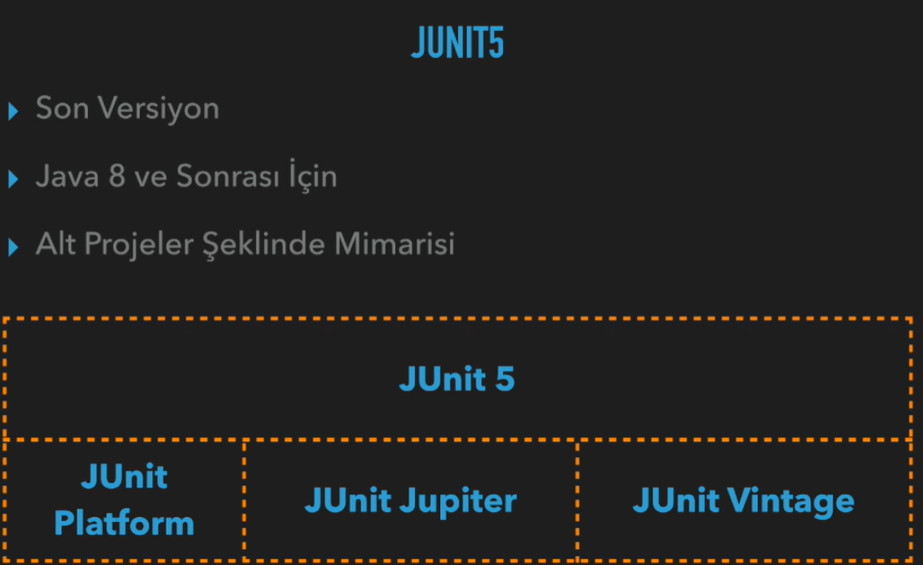 JUNIT5
Son Versiyon
Java 8 ve Sonrası İçin
Alt Projeler Şeklinde Mimarisi
JUnit 5
JUnit
Platform
JUnit Jupiter
JUnit Vintage